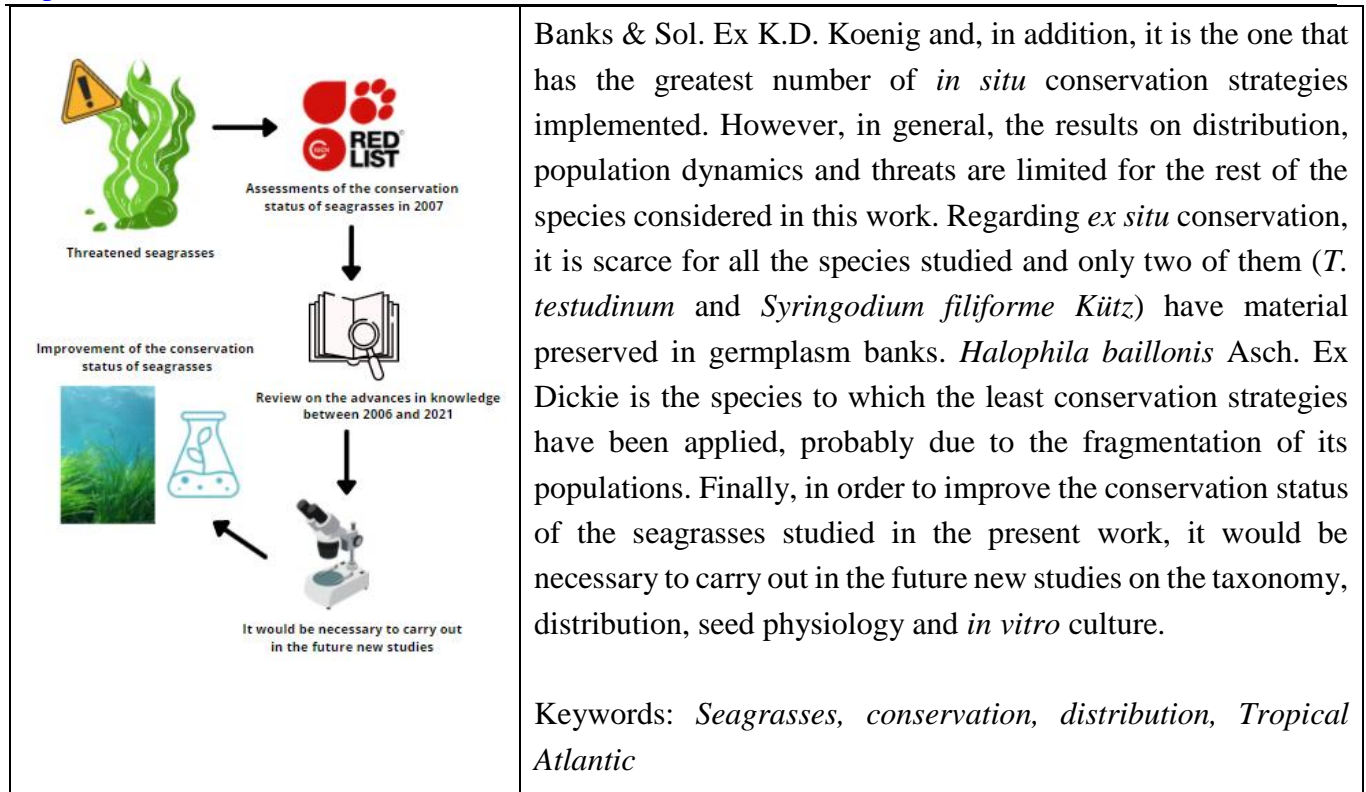 RED
LIST
Assessments of the conservation
status of seagrasses in 2007
Threatened seagrasses
Improvement of the conservation
status of seagrasses
Review on the advances in knowledge
between 2006 and 2021
It would be necessary to carry out
in the future new studies
Banks & Sol. Ex K.D. Koenig and, in addition, it is the one that
has the greatest number of in situ conservation strategies
implemented. However, in general, the results on distribution,
population dynamics and threats are limited for the rest of the
species considered in this work. Regarding ex situ conservation,
it is scarce for all the species studied and only two of them (T.
testudinum and Syringodium filiforme Kütz) have material
preserved in germplasm banks. Halophila baillonis Asch. Ex
Dickie is the species to which the least conservation strategies
have been applied, probably due to the fragmentation of its
populations. Finally, in order to improve the conservation status
of the seagrasses studied in the present work, it would be
necessary to carry out in the future new studies on the taxonomy,
distribution, seed physiology and in vitro culture.
Keywords: Seagrasses, conservation, distribution, Tropical
Atlantic